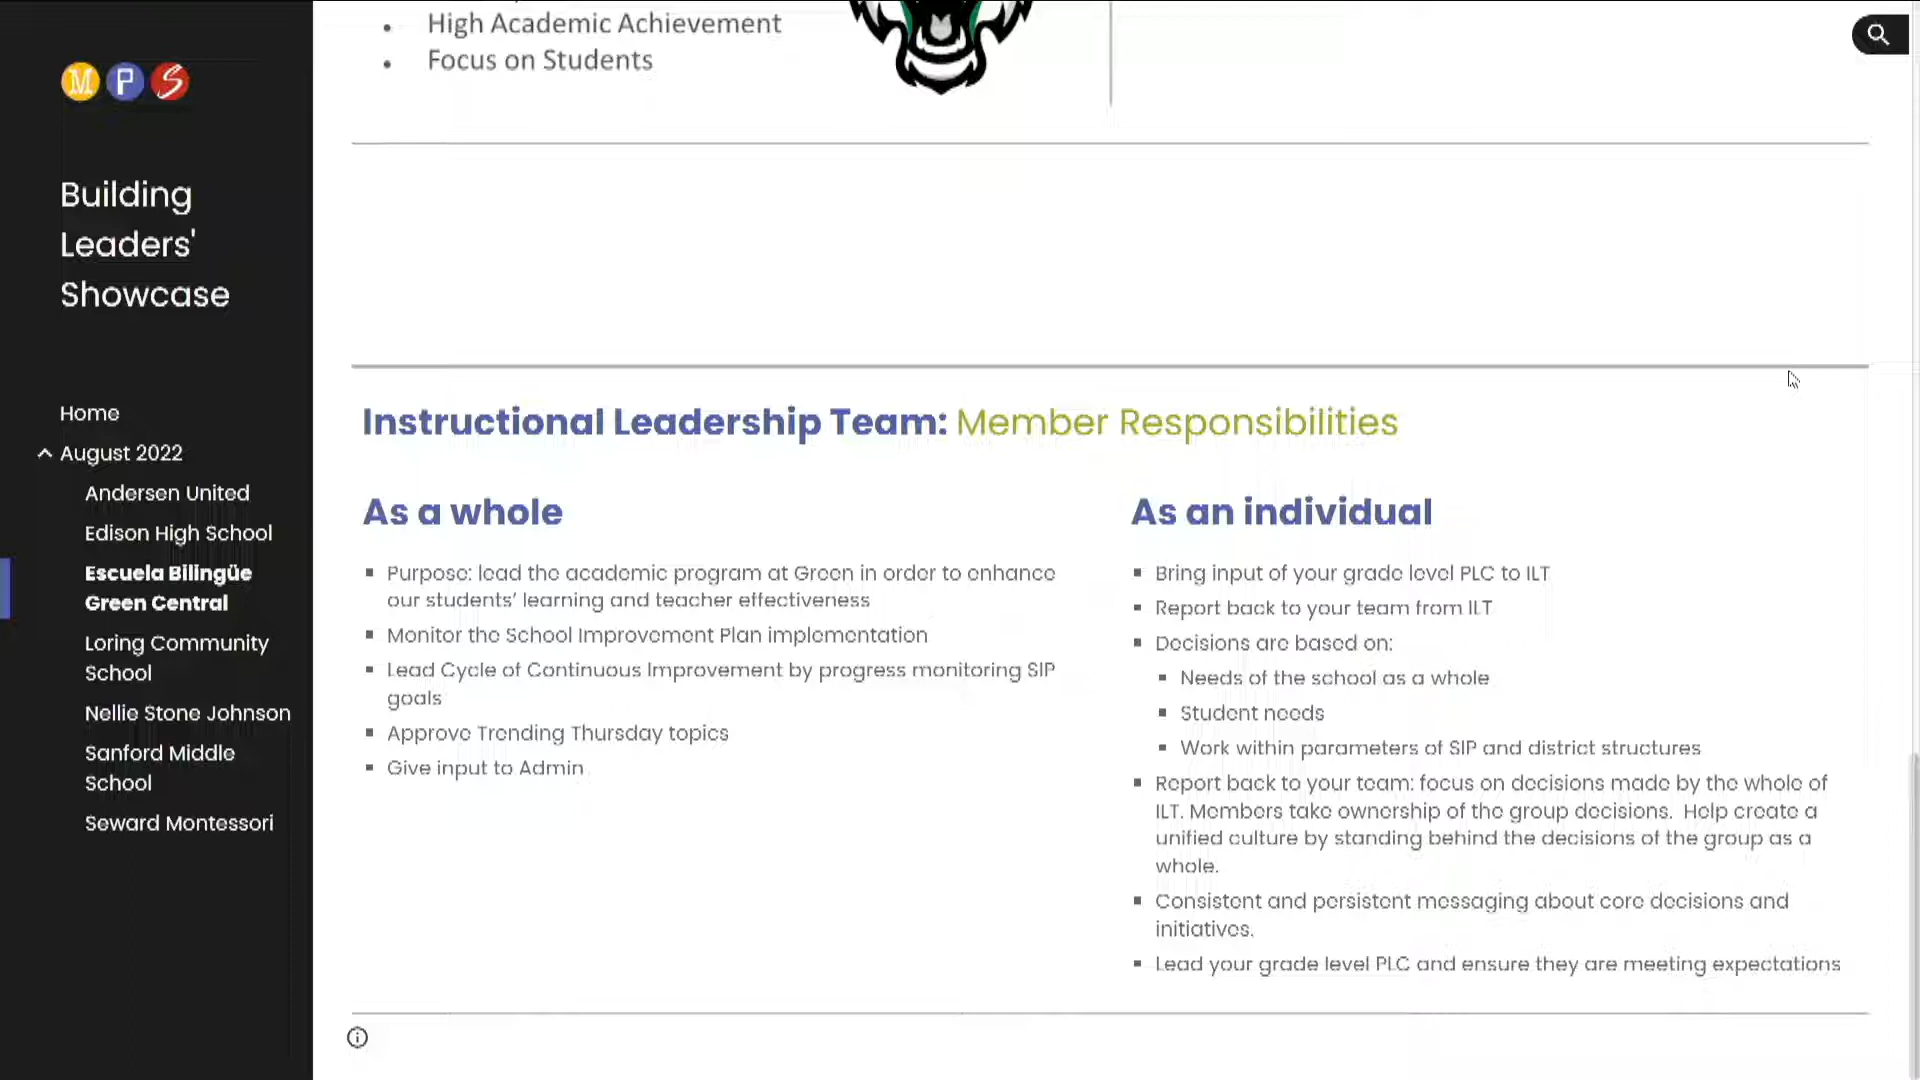 M P S
Building
Leaders'
Showcase
Home
August 2022
Andersen United
Edison High School
Escuela Bilingüe
Green Central
Loring Community
School
Nellie Stone Johnson
Sanford Middle
School
Seward Montessori
• High Academic Achievement
• Focus on Students
Instructional Leadership Team: Member Responsibilities
As a whole
▪ Purpose: lead the academic program at Green in order to enhance
our students' learning and teacher effectiveness
▪ Monitor the School Improvement Plan implementation
▪ Lead Cycle of Continuous Improvement by progress monitoring SIP
goals
▪ Approve Trending Thursday topics
▪ Give input to Admin
As an individual
▪ Bring input of your grade level PLC to ILT
▪ Report back to your team from ILT
▪ Decisions are based on:
▪ Needs of the school as a whole
▪ Student needs
▪ Work within parameters of SIP and district structures
▪ Report back to your team: focus on decisions made by the whole of
ILT. Members take ownership of the group decisions. Help create a
unified culture by standing behind the decisions of the group as a
whole.
▪ Consistent and persistent messaging about core decisions and
initiatives.
▪ Lead your grade level PLC and ensure they are meeting expectations